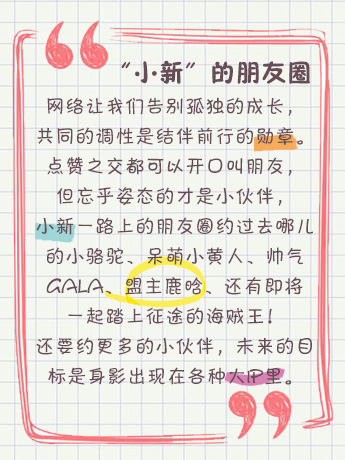 “小·新”的朋友圈
网络让我们告别孤独的成长，
共同的调性是结伴前行的勋章。
点赞之交都可以开口叫朋友，
但忘乎姿态的才是小伙伴，
小新一路上的朋友圈约过去哪儿
的小骆驼、呆萌小黄人、帅气
GALA、盟主鹿晗、还有即将
一起踏上征途的海贼王！
还要约更多的小伙伴，未来的目
标是身影出现在各种大IP里。